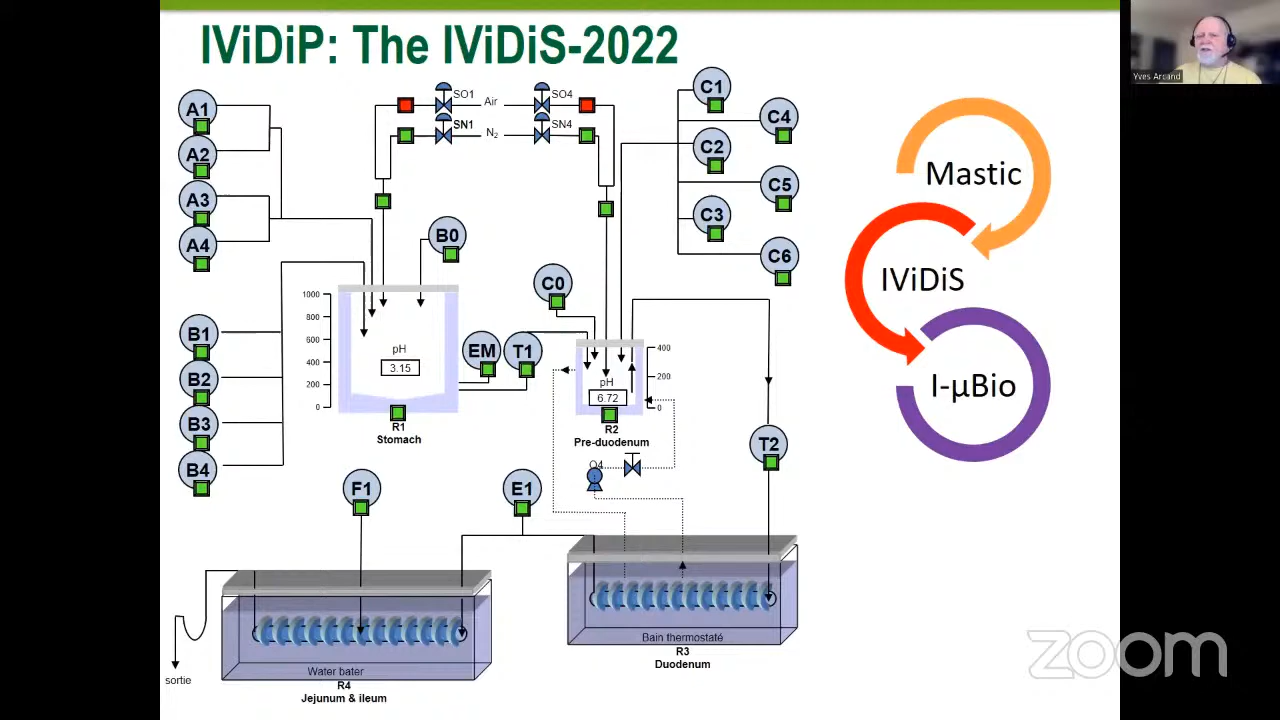 IViDiP: The IViDiS-2022
Yves Arcand
A1
A2
A3
A4
SO1
Air
SO4
SN1
N₂
SN4
C1
C4
C2
C5
C3
C6
B0
C0
B1
B2
B3
B4
1000
800
600
400
200
0
pH
3.15
R1
Stomach
EM
T1
400
200
0
pH
6.72
R2
Pre-duodenum
O4
T2
F1
E1
Water bater
R4
Jejunum & ileum
sortie
Bain thermostaté
R3
Duodenum
Mastic
IViDiS
I-µBio
zoom